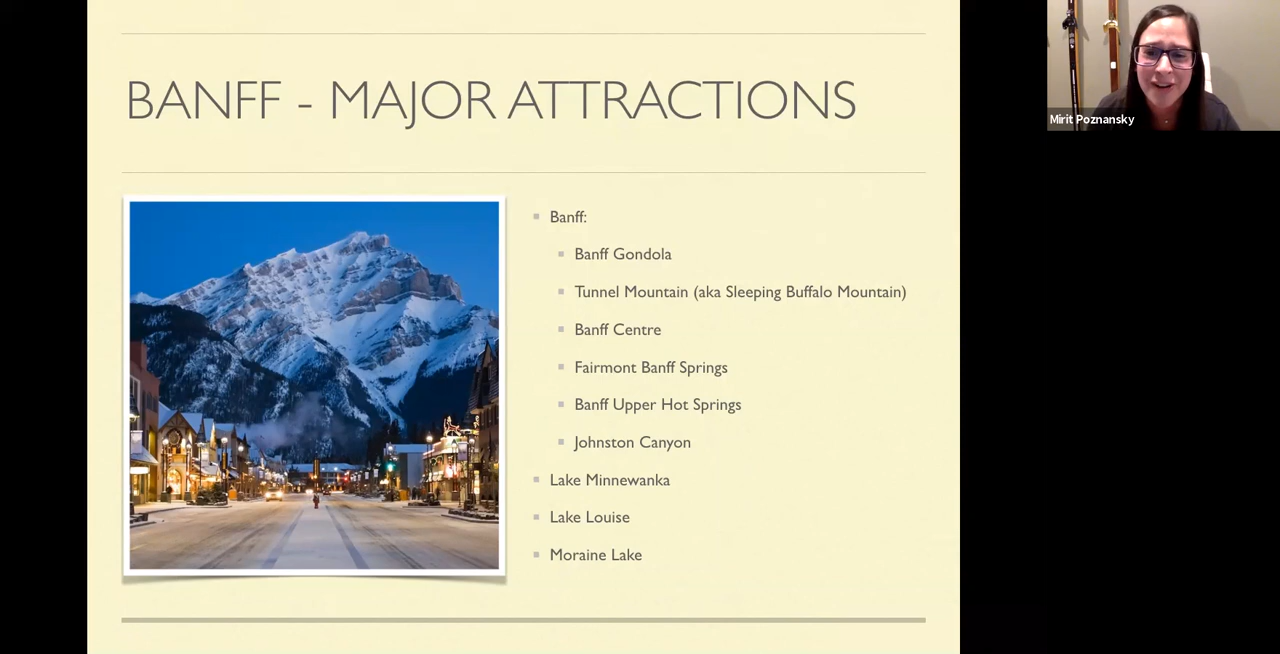 BANFF - MAJOR ATTRACTIONS
Banff:
Banff Gondola
Tunnel Mountain (aka Sleeping Buffalo Mountain)
Banff Centre
Fairmont Banff Springs
Banff Upper Hot Springs
Johnston Canyon
Lake Minnewanka
Lake Louise
Moraine Lake
Mirit Poznansky